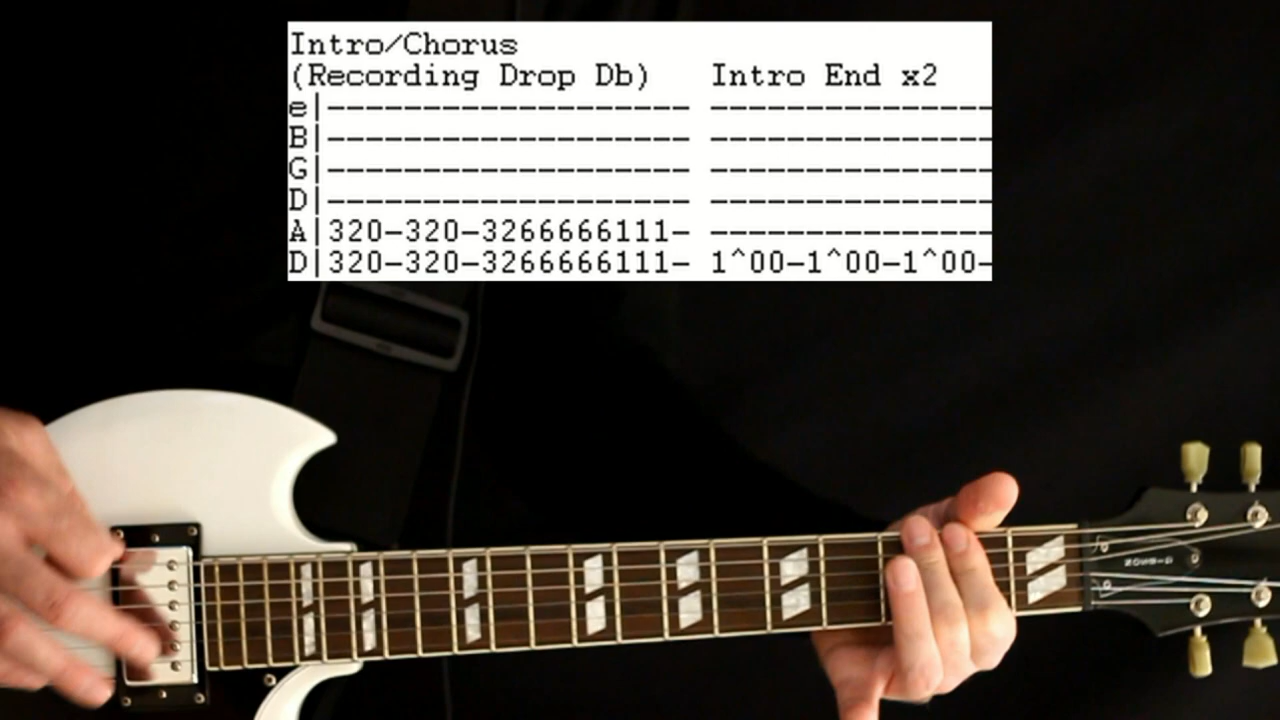 Intro/Chorus
(Recording Drop Db) Intro End x2
e|------------------- ---------------
B|------------------- ---------------
G|------------------- ---------------
D|------------------- ---------------
A|320-320-3266666111- ---------------
D|320-320-3266666111- 1^00-1^00-1^00-